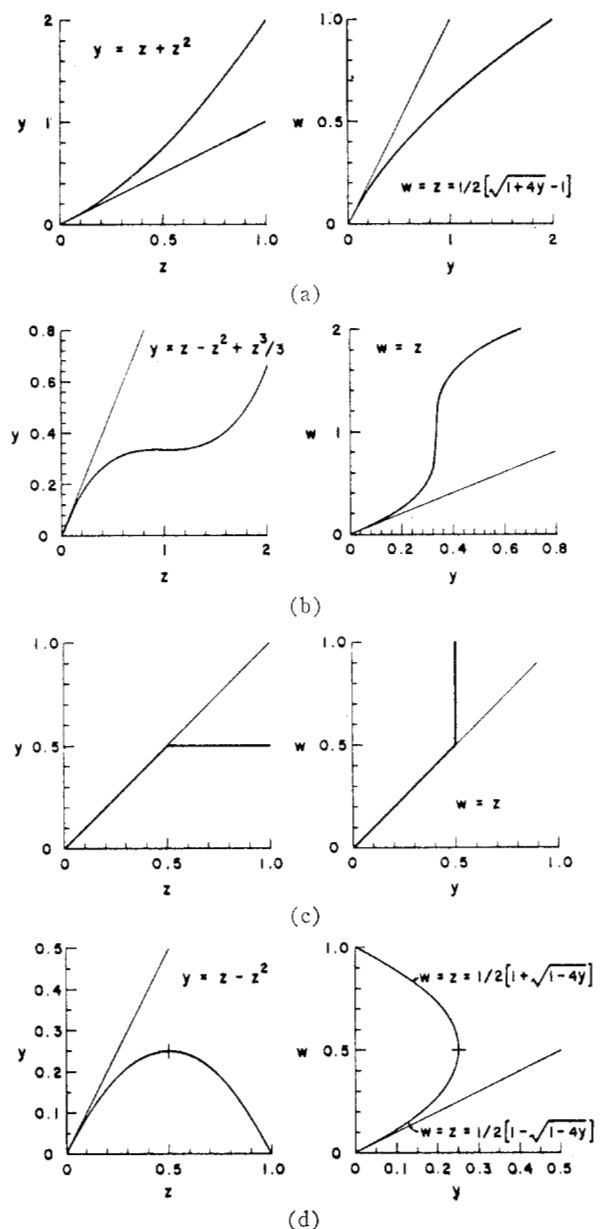 2
y = z + z²
y
1
0
0
0.5
1.0
z
1.0
w
0.5
w = z = 1/2 [√1+4y -1]
0
0
1
2
y
(a)
0.8
0.6
y = z - z² + z³/3
y
0.4
0.2
0
0
1
2
z
2
w = z
w
1
0
0
0.2
0.4
0.6
0.8
y
(b)
1.0
y
0.5
0
0
0.5
1.0
z
1.0
w
0.5
w = z
0
0
0.5
1.0
y
(c)
0.5
0.4
y = z - z²
0.3
y
0.2
0.1
0
0
0.5
1.0
z
1.0
w = z = 1/2 [1 + √1-4y]
w
0.5
w = z = 1/2 [1 - √1-4y]
0
0
0.1
0.2
0.3
0.4
0.5
y
(d)